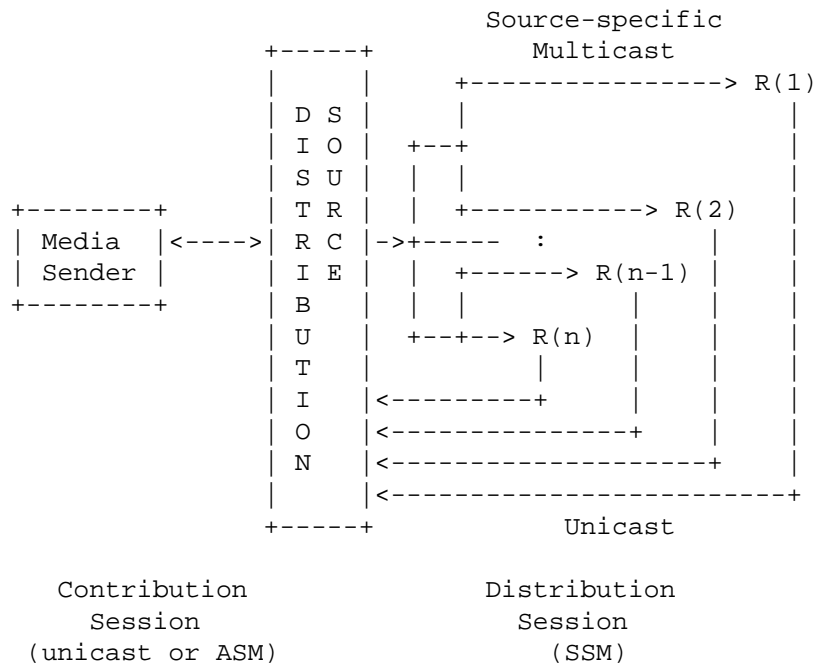 Source-specific
Multicast
R(1)
D S
I O
S U
T R
R C
I E
B
U
T
I
O
N
Media
Sender
R(2)
:
R(n-1)
R(n)
Unicast
Contribution
Session
(unicast or ASM)
Distribution
Session
(SSM)